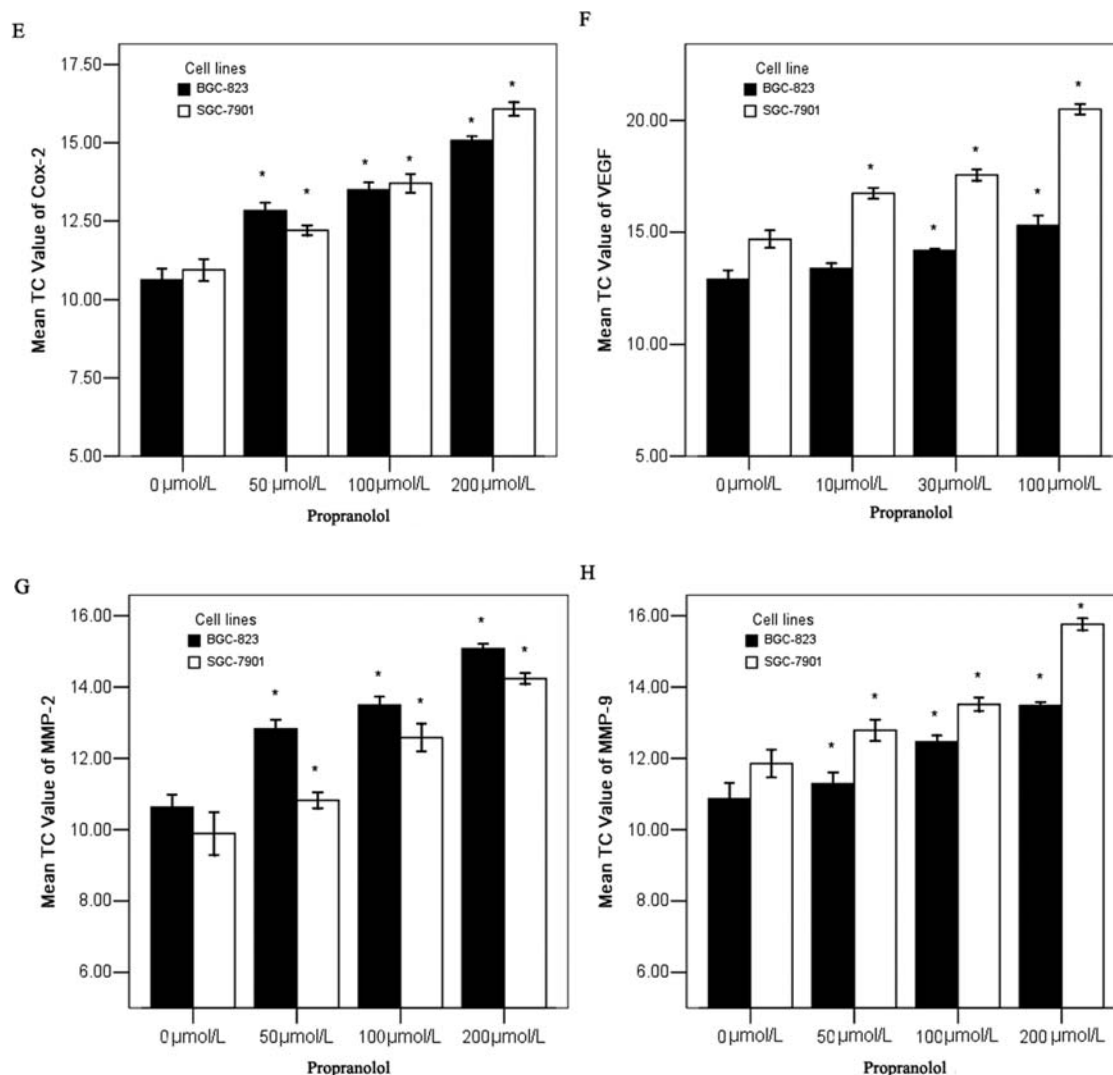 E
Mean TC Value of Cox-2
17.50
15.00
12.50
10.00
7.50
5.00
Cell lines
BGC-823
SGC-7901
* * * * * *
0 μmol/L 50 μmol/L 100μmol/L 200μmol/L
Propranolol
F
Mean TC Value of VEGF
20.00
15.00
10.00
5.00
Cell line
BGC-823
SGC-7901
* * * * *
0μmol/L 10μmol/L 30μmol/L 100μmol/L
Propranolol
G
Mean TC Value of MMP-2
16.00
14.00
12.00
10.00
8.00
6.00
Cell lines
BGC-823
SGC-7901
* * * * * *
0μmol/L 50μmol/L 100μmol/L 200μmol/L
Propranolol
H
Mean TC Value of MMP-9
16.00
14.00
12.00
10.00
8.00
6.00
Cell lines
BGC-823
SGC-7901
* * * * * *
0μmol/L 50μmol/L 100μmol/L 200μmol/L
Propranolol